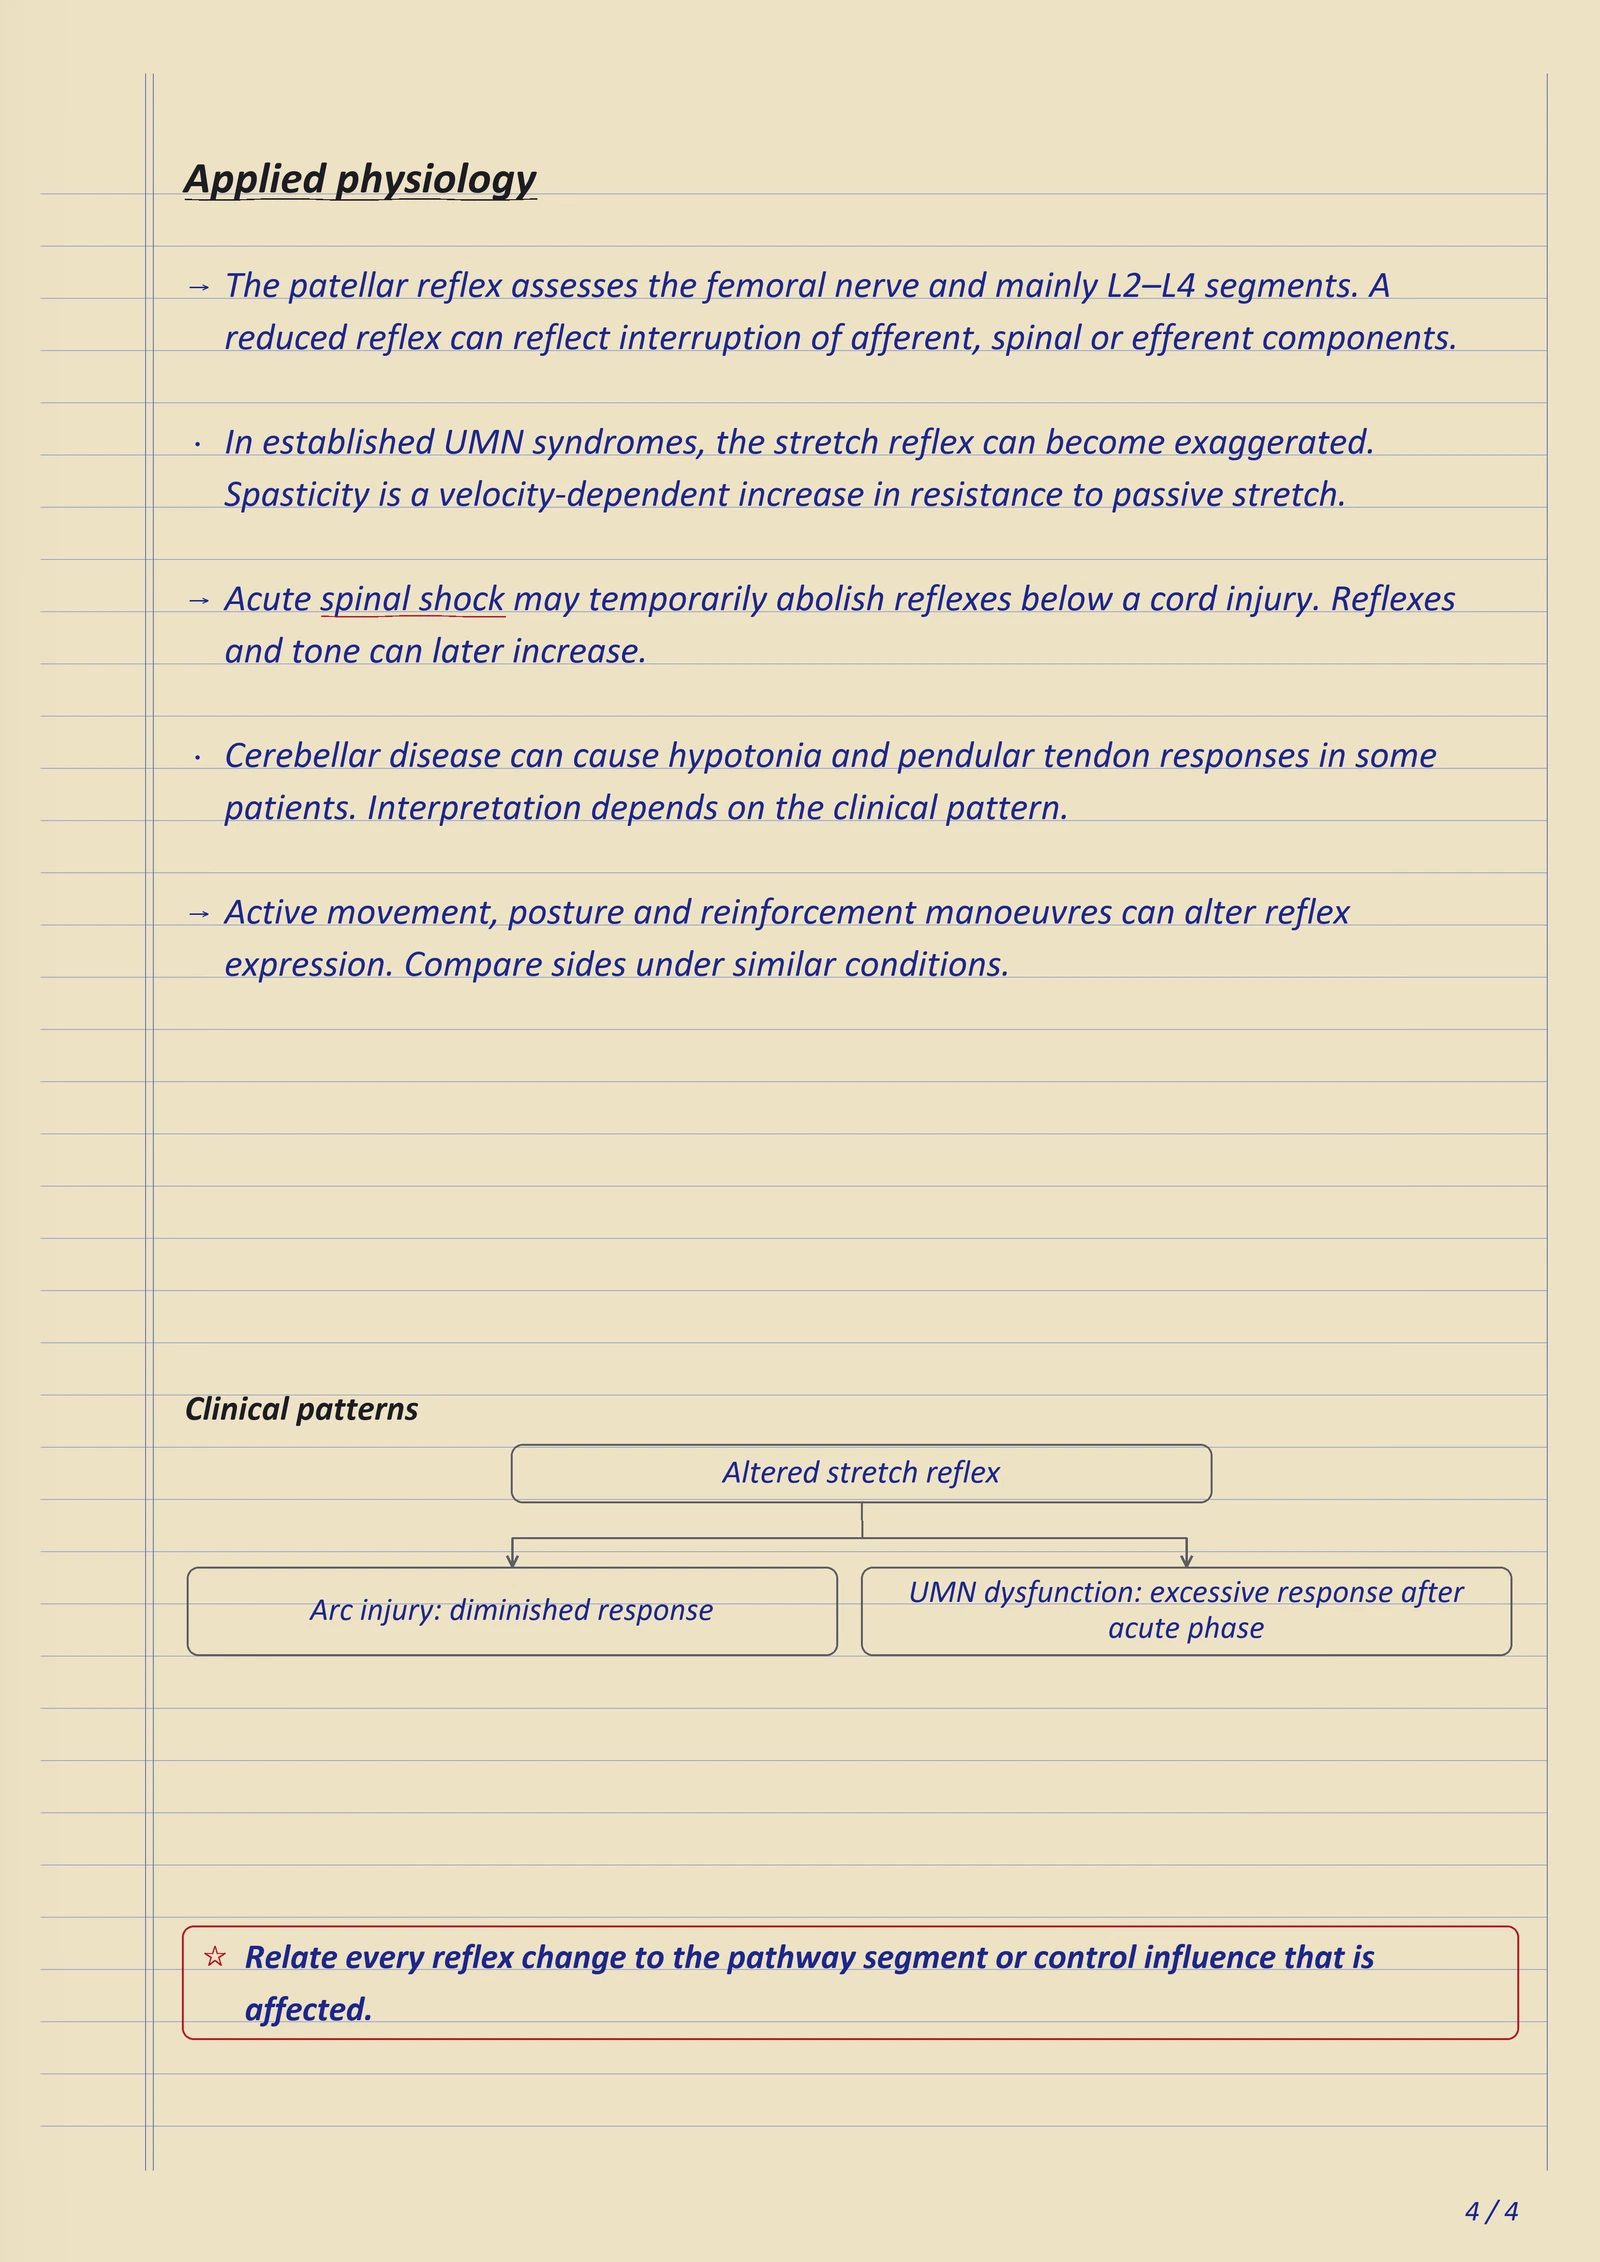 Applied physiology
→ The patellar reflex assesses the femoral nerve and mainly L2–L4 segments. A
reduced reflex can reflect interruption of afferent, spinal or efferent components.
· In established UMN syndromes, the stretch reflex can become exaggerated.
Spasticity is a velocity-dependent increase in resistance to passive stretch.
→ Acute spinal shock may temporarily abolish reflexes below a cord injury. Reflexes
and tone can later increase.
· Cerebellar disease can cause hypotonia and pendular tendon responses in some
patients. Interpretation depends on the clinical pattern.
→ Active movement, posture and reinforcement manoeuvres can alter reflex
expression. Compare sides under similar conditions.
Clinical patterns
Altered stretch reflex
Arc injury: diminished response
UMN dysfunction: excessive response after
acute phase
☆ Relate every reflex change to the pathway segment or control influence that is
affected.
4 / 4